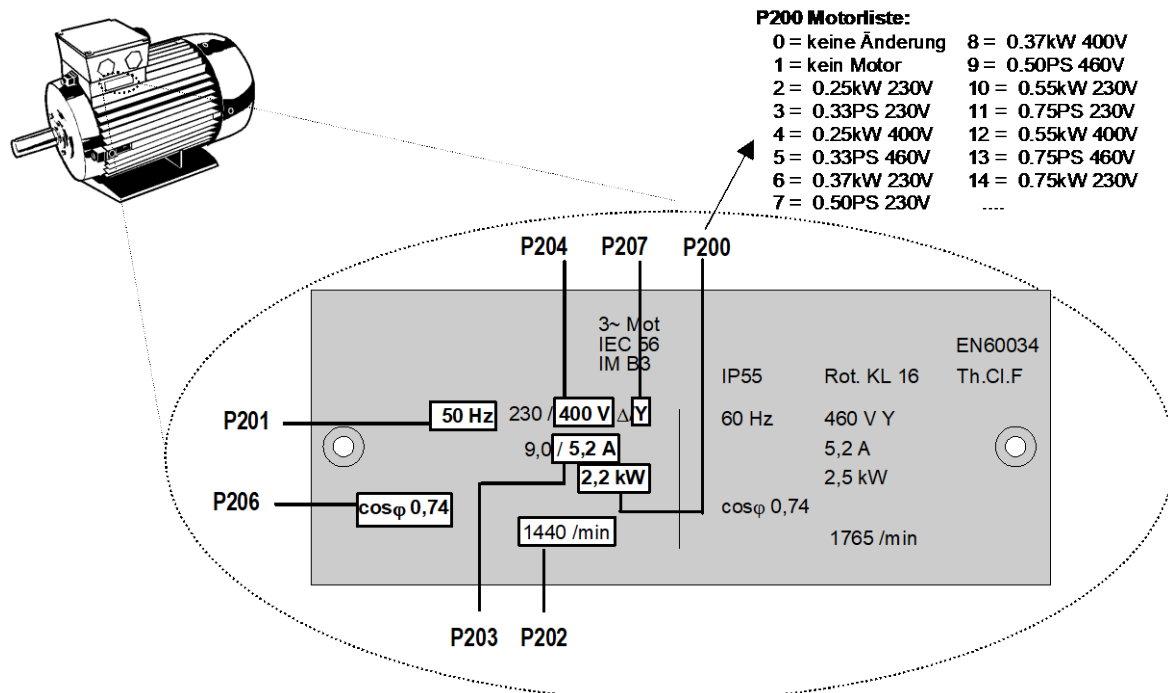 P200 Motorliste:
0 = keine Änderung 8 = 0.37kW 400V
1 = kein Motor 9 = 0.50PS 460V
2 = 0.25kW 230V 10 = 0.55kW 230V
3 = 0.33PS 230V 11 = 0.75PS 230V
4 = 0.25kW 400V 12 = 0.55kW 400V
5 = 0.33PS 460V 13 = 0.75PS 460V
6 = 0.37kW 230V 14 = 0.75kW 230V
7 = 0.50PS 230V ....
P204 P207 P200
3~ Mot
IEC 56
IM B3
EN60034
IP55 Rot. KL 16 Th.Cl.F
P201 50 Hz 230 / 400 V Δ/Y 60 Hz 460 V Y
9,0 / 5,2 A 5,2 A
2,2 kW 2,5 kW
P206 cosφ 0,74 cosφ 0,74
1440 /min 1765 /min
P203 P202